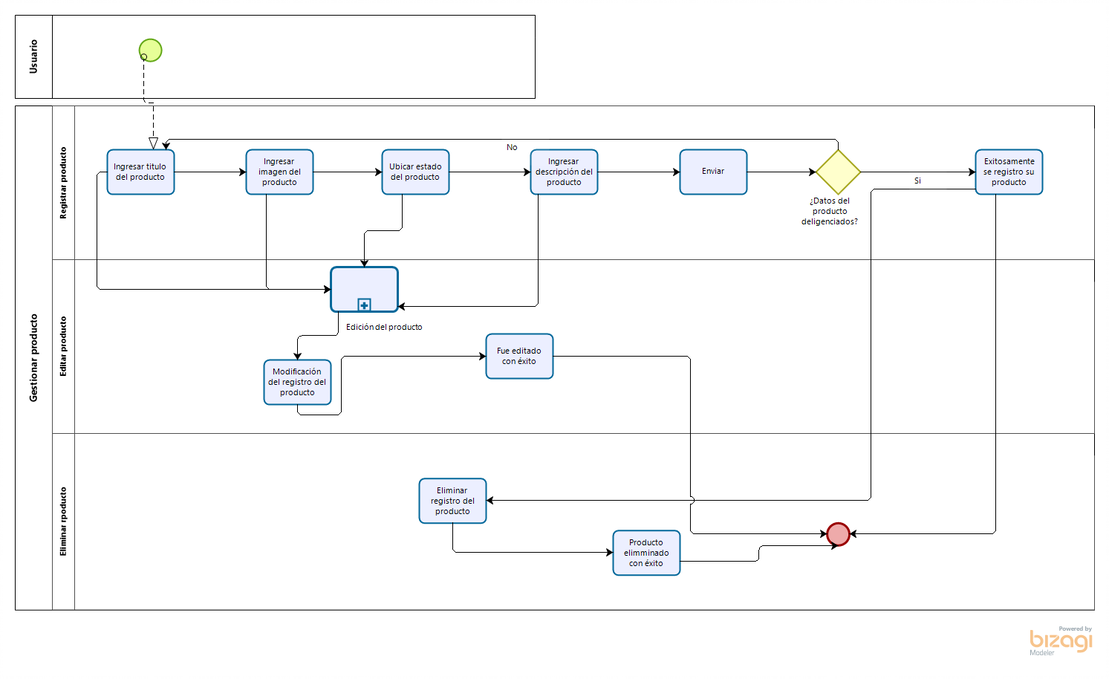 Usuario
Gestionar producto
Registrar producto
Ingresar titulo
del producto
Ingresar
imagen del
producto
Ubicar estado
del producto
No
Ingresar
descripción del
producto
Enviar
¿Datos del
producto
deligenciados?
Si
Exitosamente
se registro su
producto
Editar producto
Edición del producto
Modificación
del registro del
producto
Fue editado
con éxito
Eliminar rpoducto
Eliminar
registro del
producto
Producto
elimminado
con éxito
Powered by
bizagi
Modeler